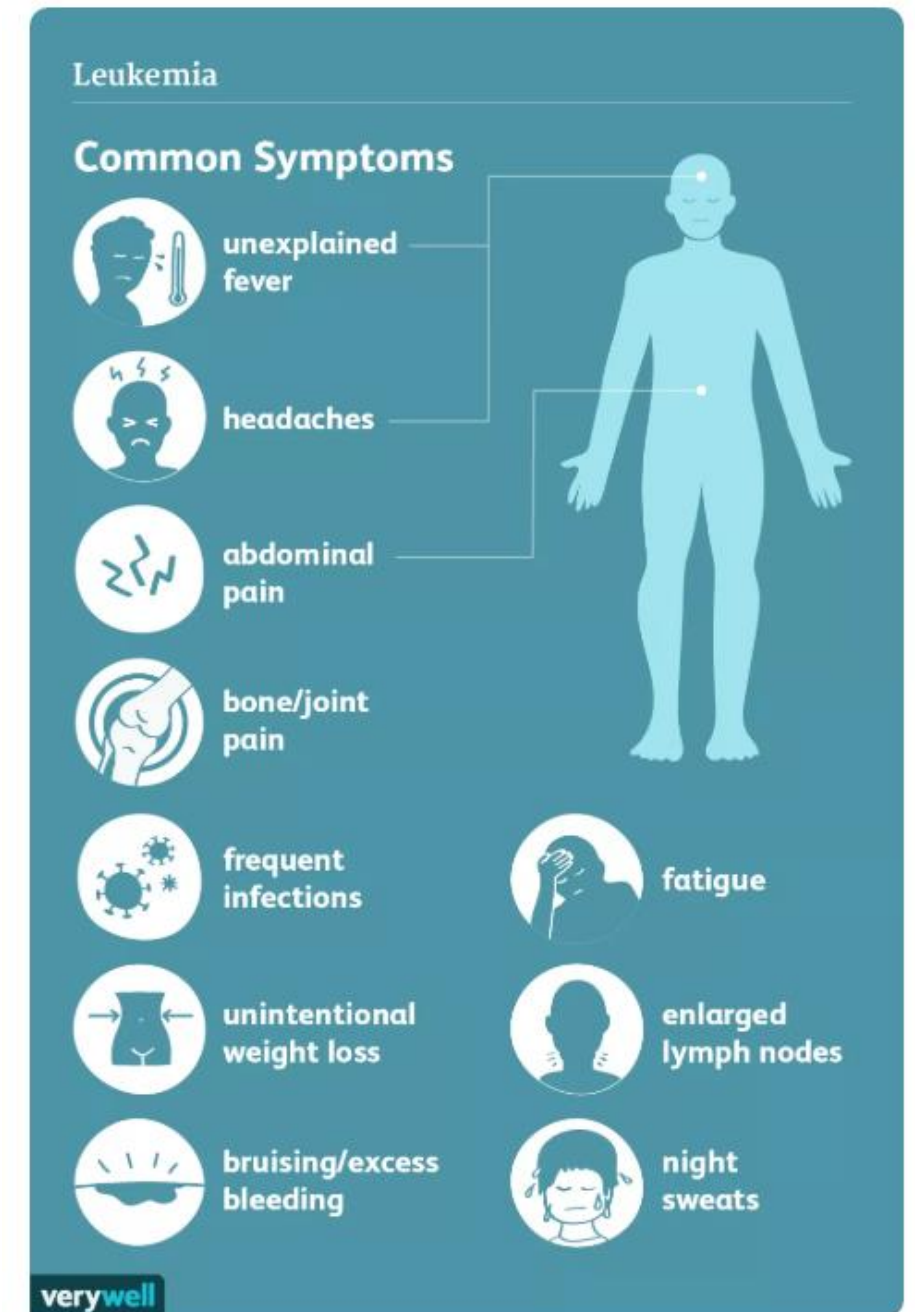 Leukemia
Common Symptoms
unexplained
fever
headaches
abdominal
pain
bone/joint
pain
frequent
infections
unintentional
weight loss
bruising/excess
bleeding
fatigue
enlarged
lymph nodes
night
sweats
verywell